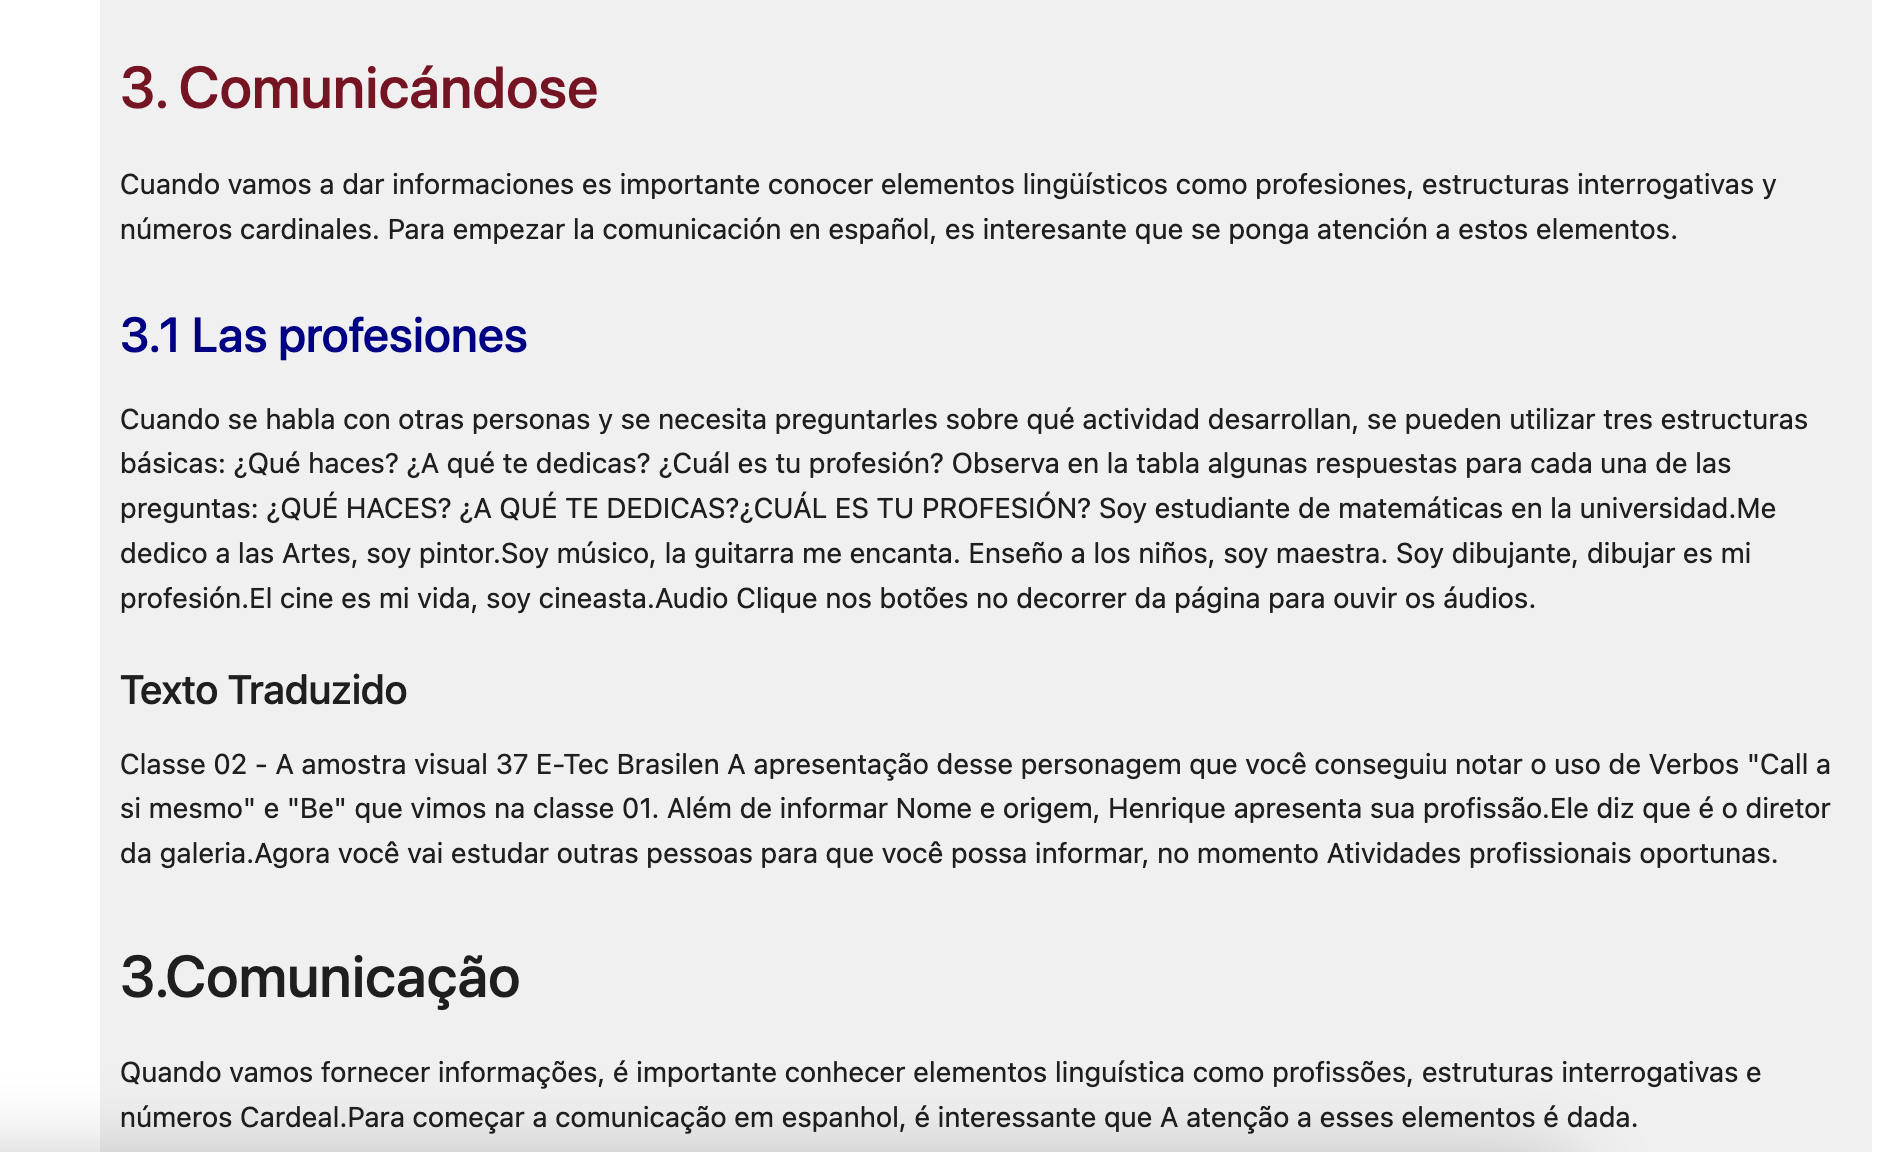 3. Comunicándose
Cuando vamos a dar informaciones es importante conocer elementos lingüísticos como profesiones, estructuras interrogativas y
números cardinales. Para empezar la comunicación en español, es interesante que se ponga atención a estos elementos.
3.1 Las profesiones
Cuando se habla con otras personas y se necesita preguntarles sobre qué actividad desarrollan, se pueden utilizar tres estructuras
básicas: ¿Qué haces? ¿A qué te dedicas? ¿Cuál es tu profesión? Observa en la tabla algunas respuestas para cada una de las
preguntas: ¿QUÉ HACES? ¿A QUÉ TE DEDICAS?¿CUÁL ES TU PROFESIÓN? Soy estudiante de matemáticas en la universidad.Me
dedico a las Artes, soy pintor.Soy músico, la guitarra me encanta. Enseño a los niños, soy maestra. Soy dibujante, dibujar es mi
profesión.El cine es mi vida, soy cineasta.Audio Clique nos botões no decorrer da página para ouvir os áudios.
Texto Traduzido
Classe 02 - A amostra visual 37 E-Tec Brasilen A apresentação desse personagem que você conseguiu notar o uso de Verbos "Call a
si mesmo" e "Be" que vimos na classe 01. Além de informar Nome e origem, Henrique apresenta sua profissão.Ele diz que é o diretor
da galeria.Agora você vai estudar outras pessoas para que você possa informar, no momento Atividades profissionais oportunas.
3.Comunicação
Quando vamos fornecer informações, é importante conhecer elementos linguística como profissões, estruturas interrogativas e
números Cardeal.Para começar a comunicação em espanhol, é interessante que A atenção a esses elementos é dada.